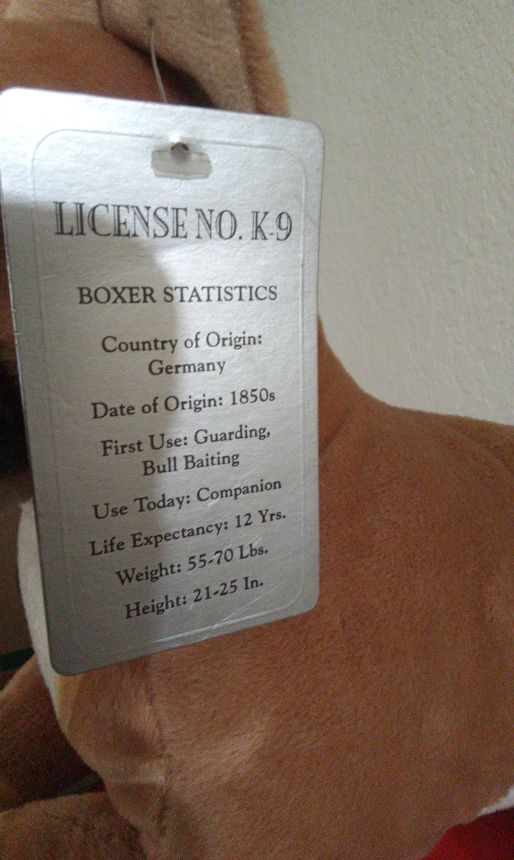 LICENSE NO. K-9
BOXER STATISTICS
Country of Origin:
Germany
Date of Origin: 1850s
First Use: Guarding,
Bull Baiting
Use Today: Companion
Life Expectancy: 12 Yrs.
Weight: 55-70 Lbs.
Height: 21-25 In.